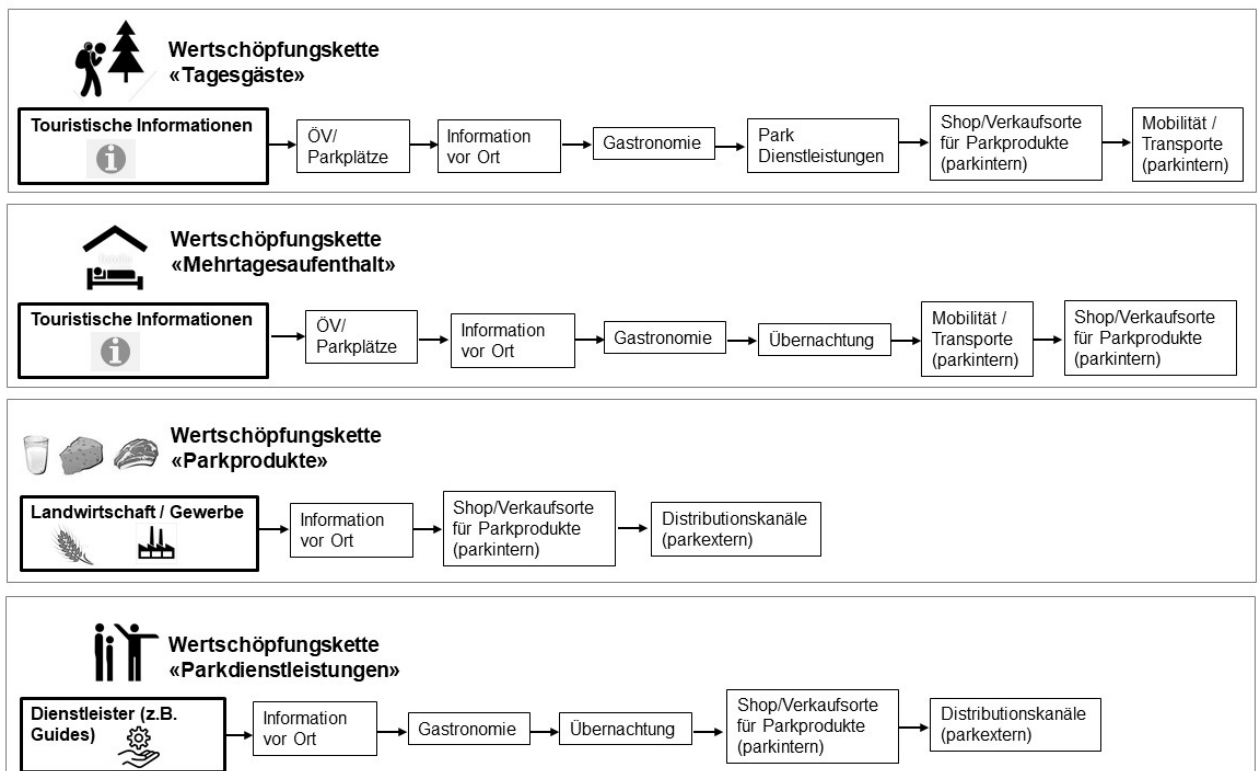 Wertschöpfungskette
«Tagesgäste»
Touristische Informationen
ÖV/
Parkplätze
Information
vor Ort
Gastronomie
Park
Dienstleistungen
Shop/Verkaufsorte
für Parkprodukte
(parkintern)
Mobilität /
Transporte
(parkintern)
Wertschöpfungskette
«Mehrtagesaufenthalt»
Touristische Informationen
ÖV/
Parkplätze
Information
vor Ort
Gastronomie
Übernachtung
Mobilität /
Transporte
(parkintern)
Shop/Verkaufsorte
für Parkprodukte
(parkintern)
Wertschöpfungskette
«Parkprodukte»
Landwirtschaft / Gewerbe
Information
vor Ort
Shop/Verkaufsorte
für Parkprodukte
(parkintern)
Distributionskanäle
(parkextern)
Wertschöpfungskette
«Parkdienstleistungen»
Dienstleister (z.B.
Guides)
Information
vor Ort
Gastronomie
Übernachtung
Shop/Verkaufsorte
für Parkprodukte
(parkintern)
Distributionskanäle
(parkextern)